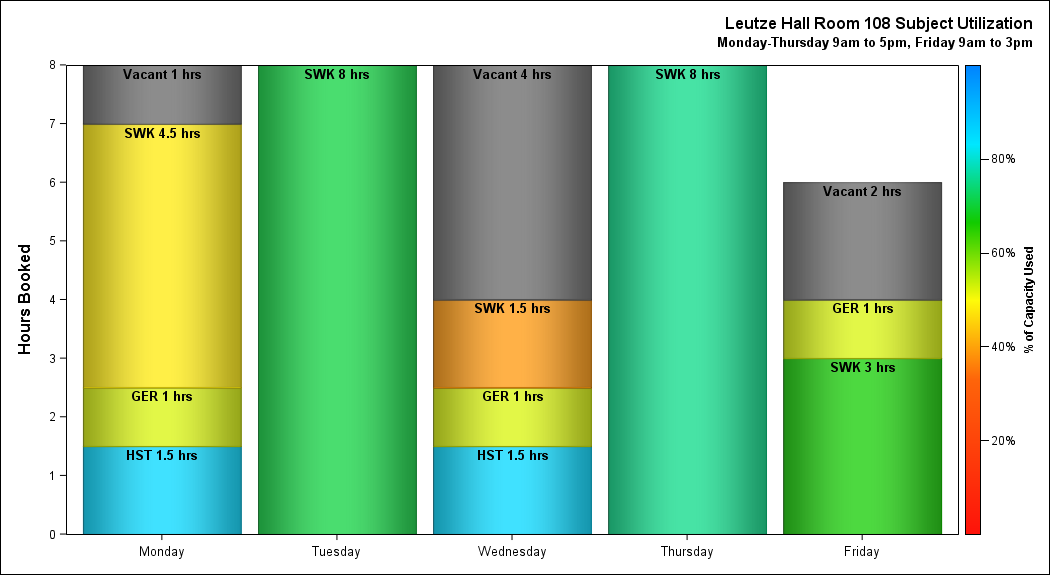 Leutze Hall Room 108 Subject Utilization
Monday-Thursday 9am to 5pm, Friday 9am to 3pm
Hours Booked
8
7
6
5
4
3
2
1
0
Vacant 1 hrs
SWK 4.5 hrs
GER 1 hrs
HST 1.5 hrs
SWK 8 hrs
Vacant 4 hrs
SWK 1.5 hrs
GER 1 hrs
HST 1.5 hrs
SWK 8 hrs
Vacant 2 hrs
GER 1 hrs
SWK 3 hrs
Monday
Tuesday
Wednesday
Thursday
Friday
80%
60%
40%
20%
% of Capacity Used